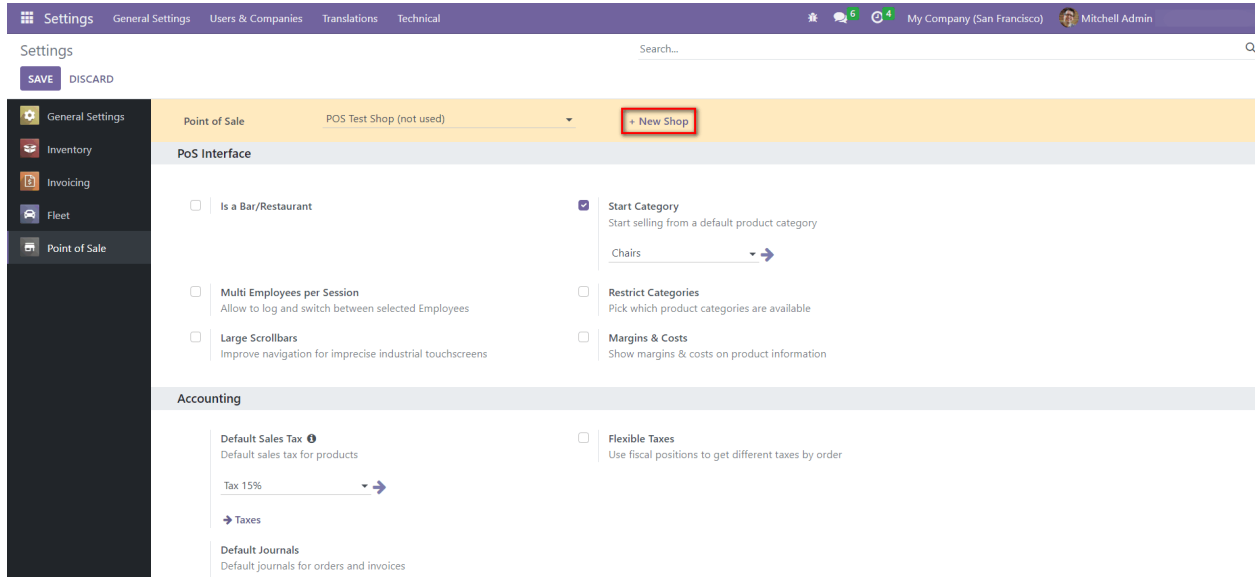 Settings General Settings Users & Companies Translations Technical 6 4 My Company (San Francisco) Mitchell Admin
Settings Search...
SAVE DISCARD
General Settings
Inventory
Invoicing
Fleet
Point of Sale
Point of Sale POS Test Shop (not used) + New Shop
PoS Interface
Is a Bar/Restaurant
Start Category
Start selling from a default product category
Chairs
Multi Employees per Session
Allow to log and switch between selected Employees
Restrict Categories
Pick which product categories are available
Large Scrollbars
Improve navigation for imprecise industrial touchscreens
Margins & Costs
Show margins & costs on product information
Accounting
Default Sales Tax
Default sales tax for products
Tax 15%
Taxes
Flexible Taxes
Use fiscal positions to get different taxes by order
Default Journals
Default journals for orders and invoices